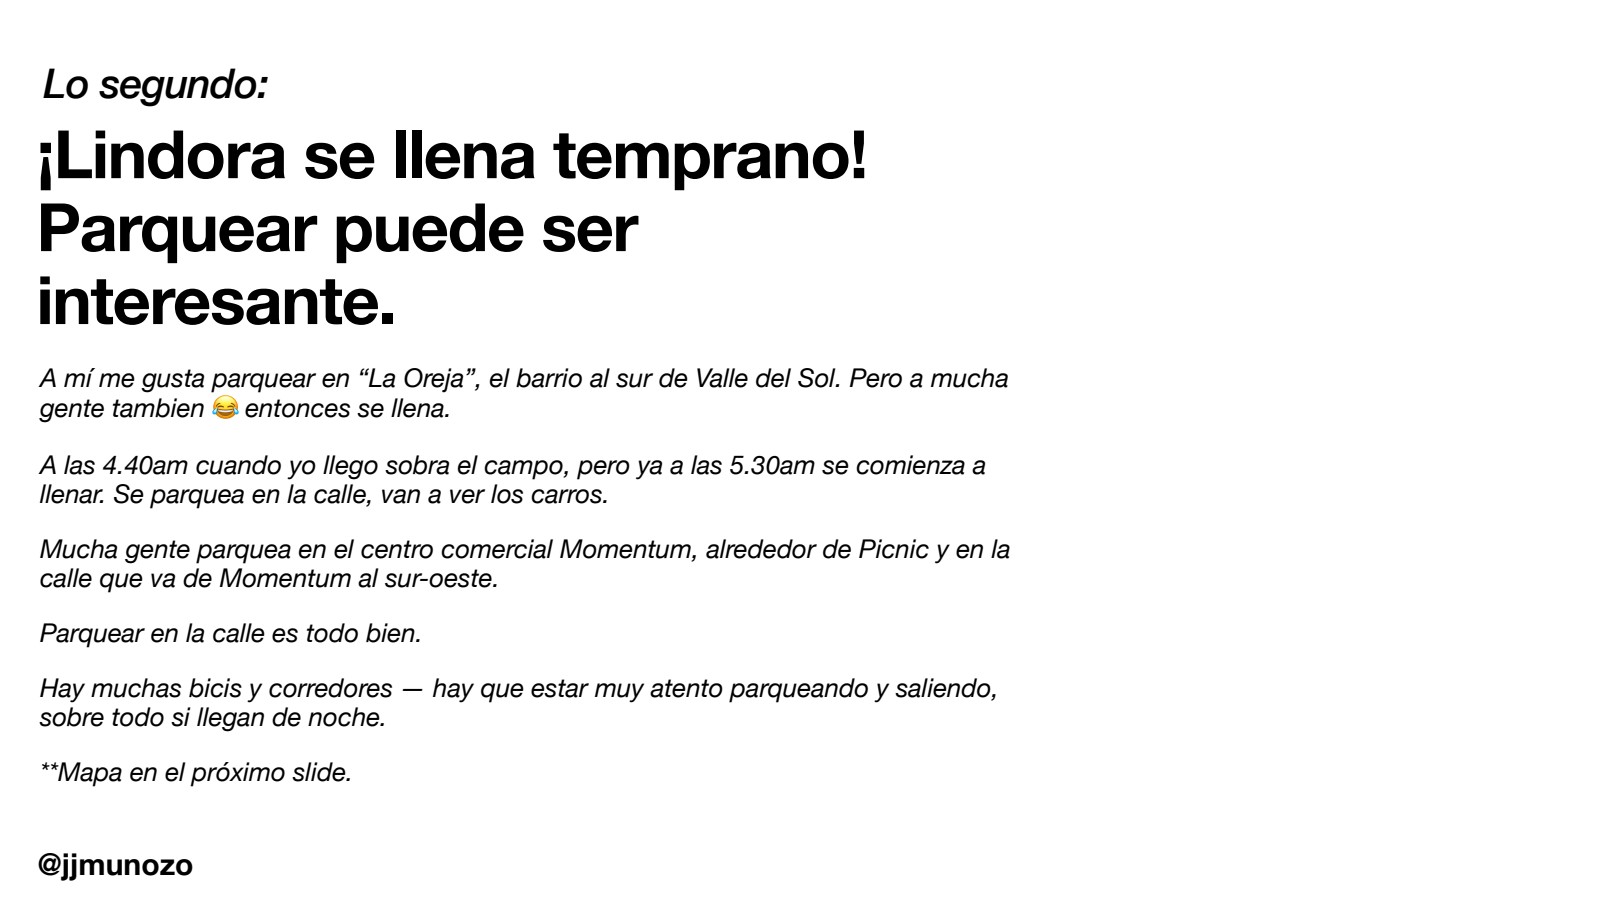 Lo segundo:
¡Lindora se llena temprano!
Parquear puede ser
interesante.
A mí me gusta parquear en “La Oreja”, el barrio al sur de Valle del Sol. Pero a mucha
gente tambien 😂 entonces se llena.
A las 4.40am cuando yo llego sobra el campo, pero ya a las 5.30am se comienza a
llenar. Se parquea en la calle, van a ver los carros.
Mucha gente parquea en el centro comercial Momentum, alrededor de Picnic y en la
calle que va de Momentum al sur-oeste.
Parquear en la calle es todo bien.
Hay muchas bicis y corredores — hay que estar muy atento parqueando y saliendo,
sobre todo si llegan de noche.
**Mapa en el próximo slide.
@jjmunozo